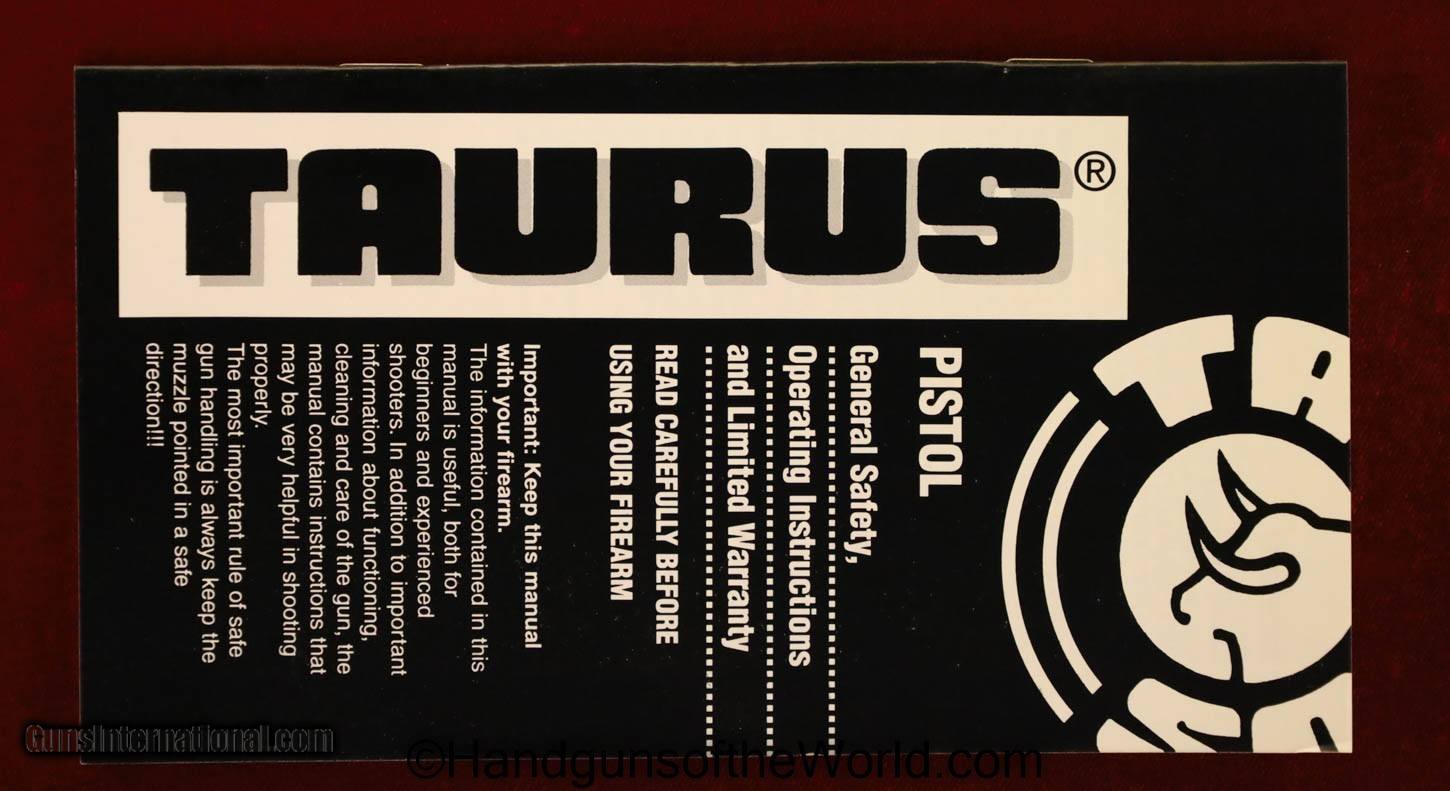 TAURUS®
PISTOL
General Safety,
Operating Instructions
and Limited Warranty
READ CAREFULLY BEFORE
USING YOUR FIREARM
Important: Keep this manual
with your firearm.
The information contained in this
manual is useful, both for
beginners and experienced
shooters. In addition to important
information about functioning,
cleaning and care of the gun, the
manual contains instructions that
may be very helpful in shooting
properly.
The most important rule of safe
gun handling is always keep the
muzzle pointed in a safe
direction!!!
GunsInternational.com
©HandgunsoftheWorld.com